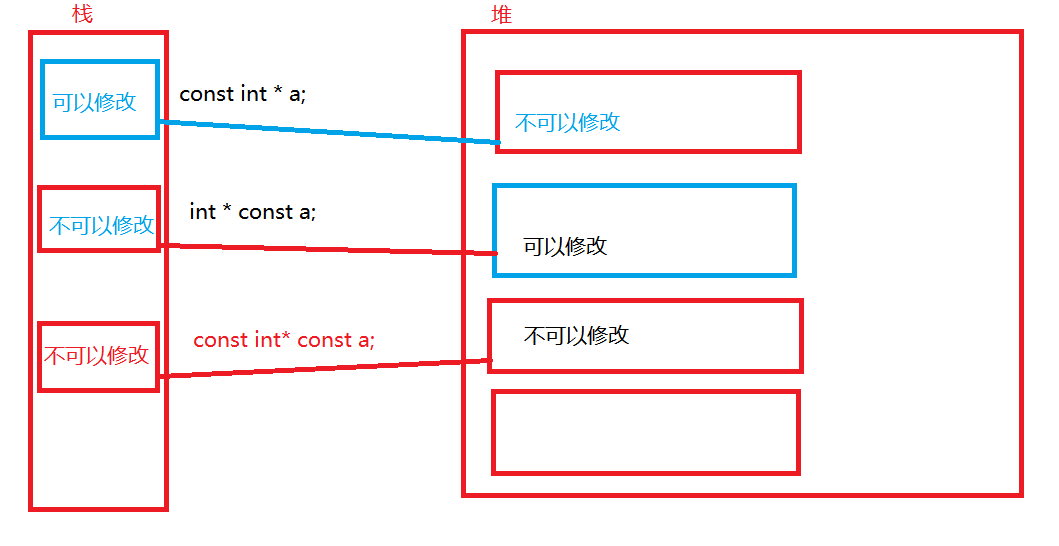 栈
堆
可以修改
const int * a;
不可以修改
不可以修改
int * const a;
可以修改
不可以修改
const int* const a;
不可以修改